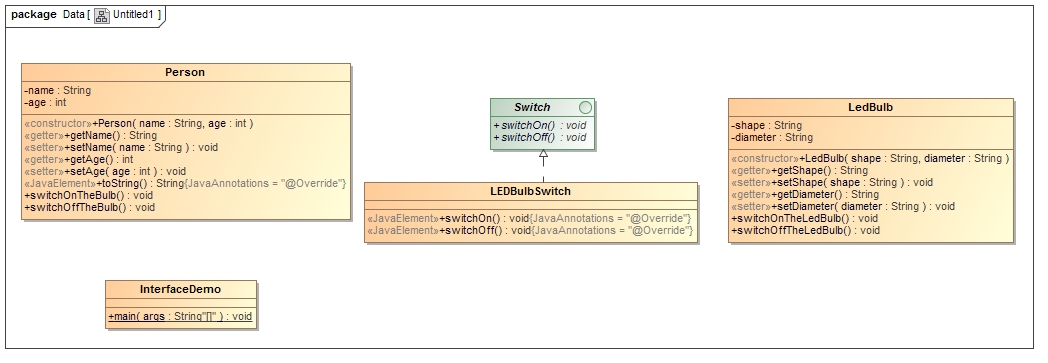 package Data [ Untitled1 ]
Person
-name : String
-age : int
«constructor»+Person( name : String, age : int )
«getter»+getName() : String
«setter»+setName( name : String ) : void
«getter»+getAge() : int
«setter»+setAge( age : int ) : void
«JavaElement»+toString() : String{JavaAnnotations = "@Override"}
+switchOnTheBulb() : void
+switchOffTheBulb() : void
Switch
+switchOn() : void
+switchOff() : void
LEDBulbSwitch
«JavaElement»+switchOn() : void{JavaAnnotations = "@Override"}
«JavaElement»+switchOff() : void{JavaAnnotations = "@Override"}
LedBulb
-shape : String
-diameter : String
«constructor»+LedBulb( shape : String, diameter : String )
«getter»+getShape() : String
«setter»+setShape( shape : String ) : void
«getter»+getDiameter() : String
«setter»+setDiameter( diameter : String ) : void
+switchOnTheLedBulb() : void
+switchOffTheLedBulb() : void
InterfaceDemo
+main( args : String"[]" ) : void